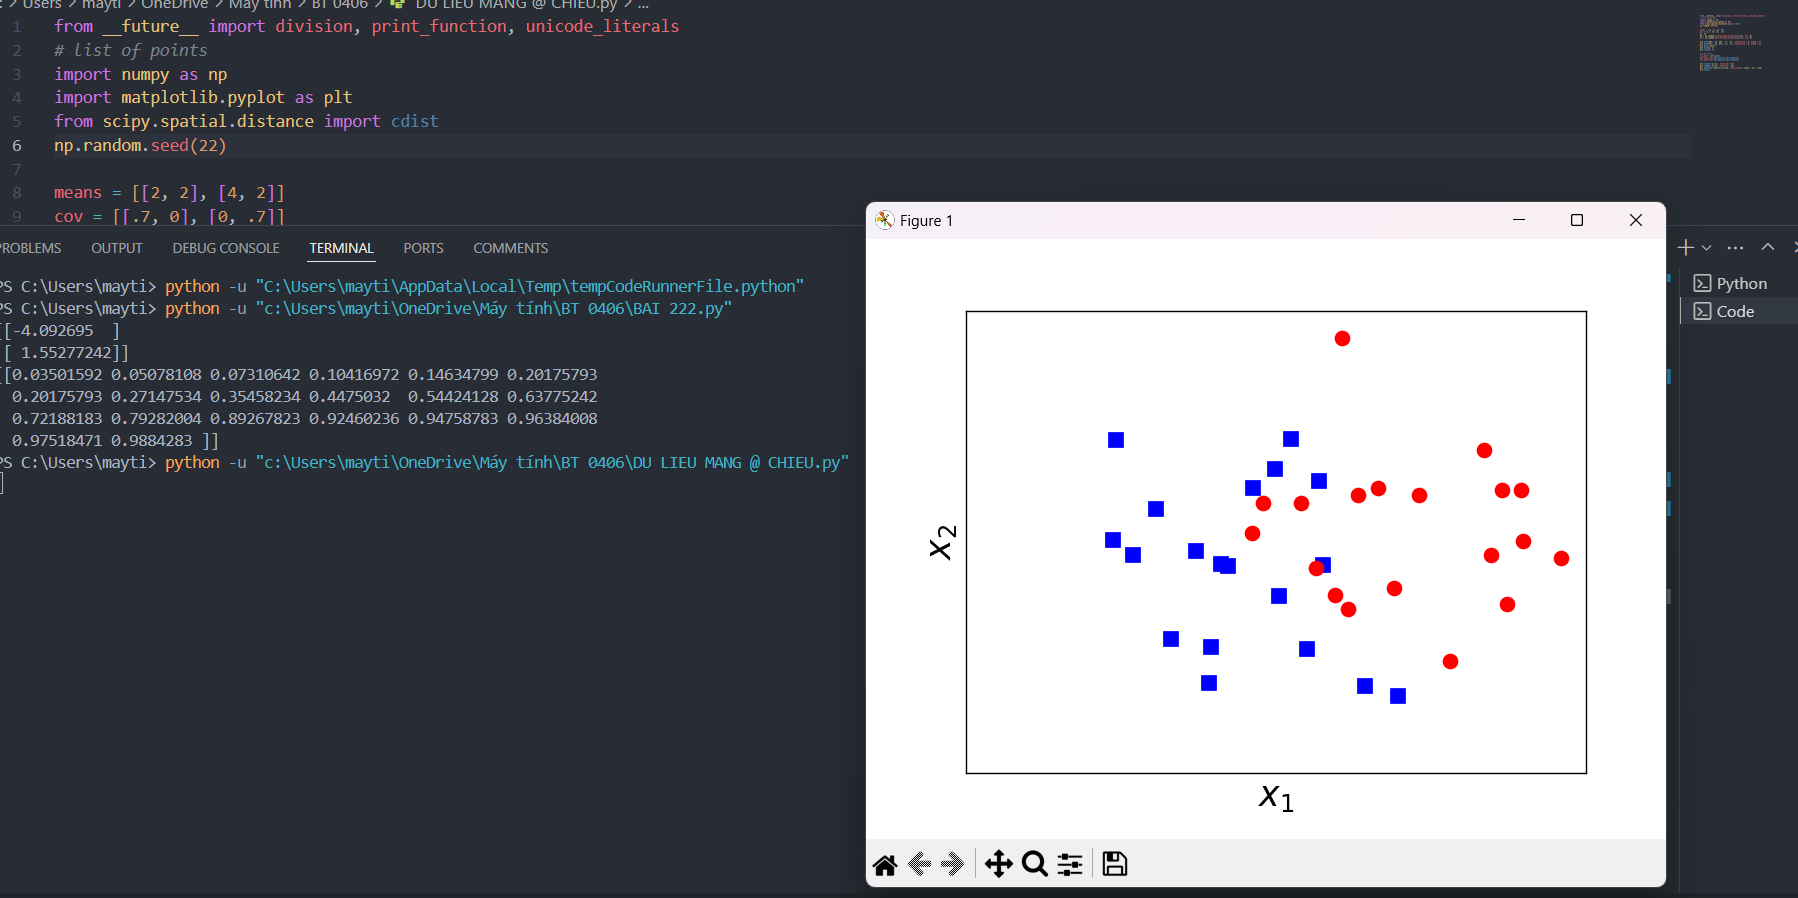 : > Users > mayti > OneDrive > Máy tính > BT 0406 > DU LIEU MANG @ CHIEU.py > ...
1 from __future__ import division, print_function, unicode_literals
2 # list of points
3 import numpy as np
4 import matplotlib.pyplot as plt
5 from scipy.spatial.distance import cdist
6 np.random.seed(22)
7
8 means = [[2, 2], [4, 2]]
9 cov = [[.7, 0], [0, .7]]
PROBLEMS OUTPUT DEBUG CONSOLE TERMINAL PORTS COMMENTS
PS C:\Users\mayti> python -u "C:\Users\mayti\AppData\Local\Temp\tempCodeRunnerFile.python"
PS C:\Users\mayti> python -u "c:\Users\mayti\OneDrive\Máy tính\BT 0406\BAI 222.py"
[[-4.092695  ]
[ 1.55277242]]
[[0.03501592 0.05078108 0.07310642 0.10416972 0.14634799 0.20175793
0.20175793 0.27147534 0.35458234 0.4475032  0.54424128 0.63775242
0.72188183 0.79282004 0.89267823 0.92460236 0.94758783 0.96384008
0.97518471 0.9884283 ]]
PS C:\Users\mayti> python -u "c:\Users\mayti\OneDrive\Máy tính\BT 0406\DU LIEU MANG @ CHIEU.py"
Python
Code
Figure 1
x2
x1